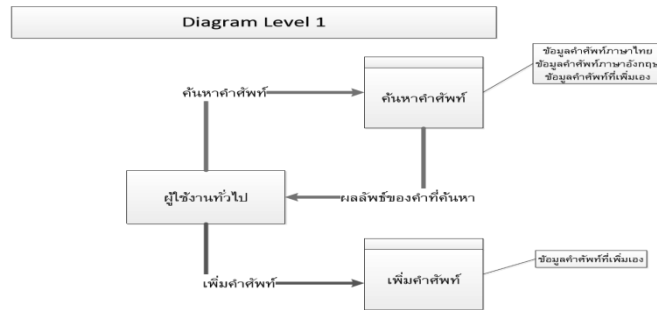 Diagram Level 1
ข้อมูลคำศัพท์ภาษาไทย
ข้อมูลคำศัพท์ภาษาอังกฤษ
ข้อมูลคำศัพท์ที่เพิ่มเอง
ค้นหาคำศัพท์
ค้นหาคำศัพท์
ผู้ใช้งานทั่วไป
ผลลัพธ์ของคำที่ค้นหา
ข้อมูลคำศัพท์ที่เพิ่มเอง
เพิ่มคำศัพท์
เพิ่มคำศัพท์